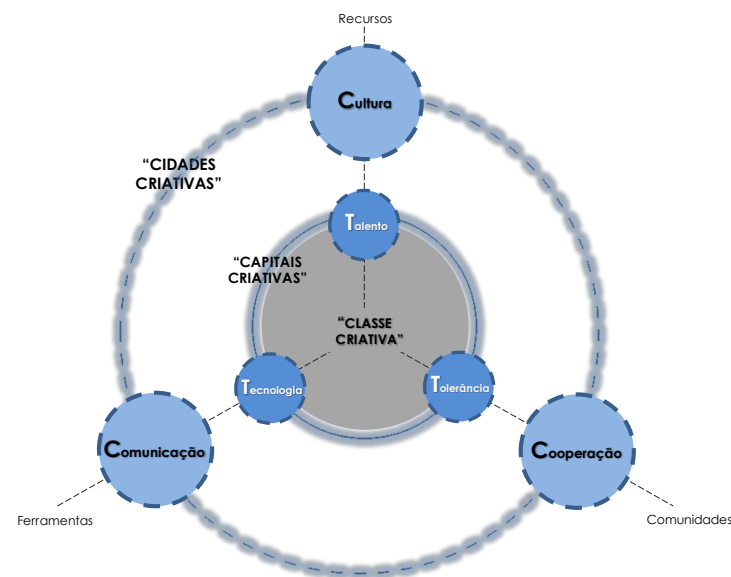 Recursos
Cultura
“CIDADES
CRIATIVAS”
Talento
“CAPITAIS
CRIATIVAS”
“CLASSE
CRIATIVA”
Tecnologia
Tolerância
Comunicação
Cooperação
Ferramentas
Comunidades